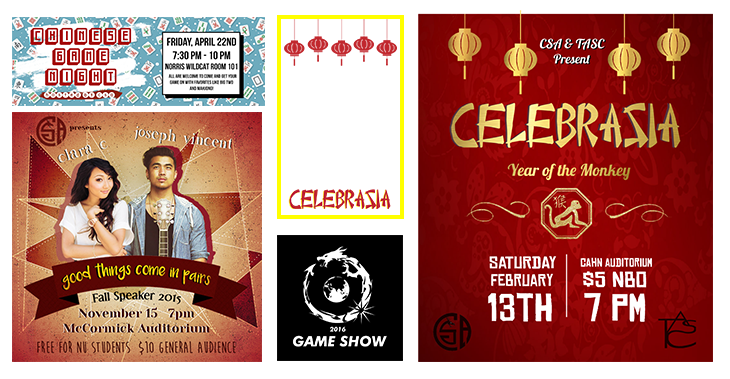 CHINESE
GAME
NIGHT
HOSTED BY CSA
FRIDAY, APRIL 22ND
7:30 PM - 10 PM
NORRIS WILDCAT ROOM 101
ALL ARE WELCOME TO COME AND GET YOUR
GAME ON WITH FAVORITES LIKE BIG TWO
AND MAHJONG!
CSA presents
clara c joseph vincent
good things come in pairs
Fall Speaker 2015
November 15 7pm
McCormick Auditorium
FREE FOR NU STUDENTS $10 GENERAL AUDIENCE
CELEBRASIA
2016
GAME SHOW
CSA & TASC
Present
CELEBRASIA
Year of the Monkey
猴
SATURDAY
FEBRUARY
13TH
CAHN AUDITORIUM
$5 NBO
7 PM
CSA
TASC